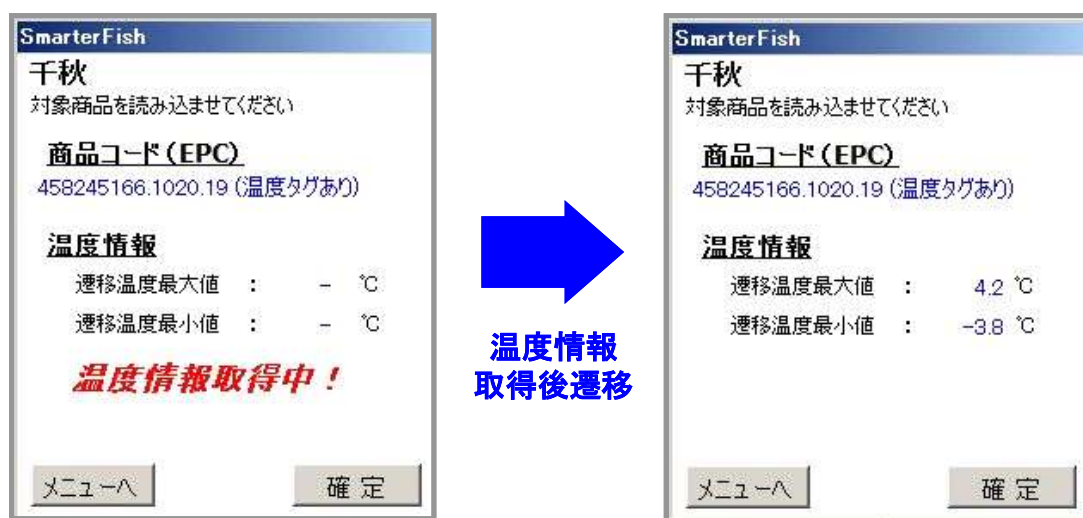 SmarterFish
千秋
対象商品を読み込ませてください
商品コード(EPC)
458245166.1020.19 (温度タグあり)
温度情報
遷移温度最大値 : - ℃
遷移温度最小値 : - ℃
温度情報取得中!
メニューへ 確 定
温度情報
取得後遷移
SmarterFish
千秋
対象商品を読み込ませてください
商品コード(EPC)
458245166.1020.19 (温度タグあり)
温度情報
遷移温度最大値 : 4.2 ℃
遷移温度最小値 : -3.8 ℃
メニューへ 確 定